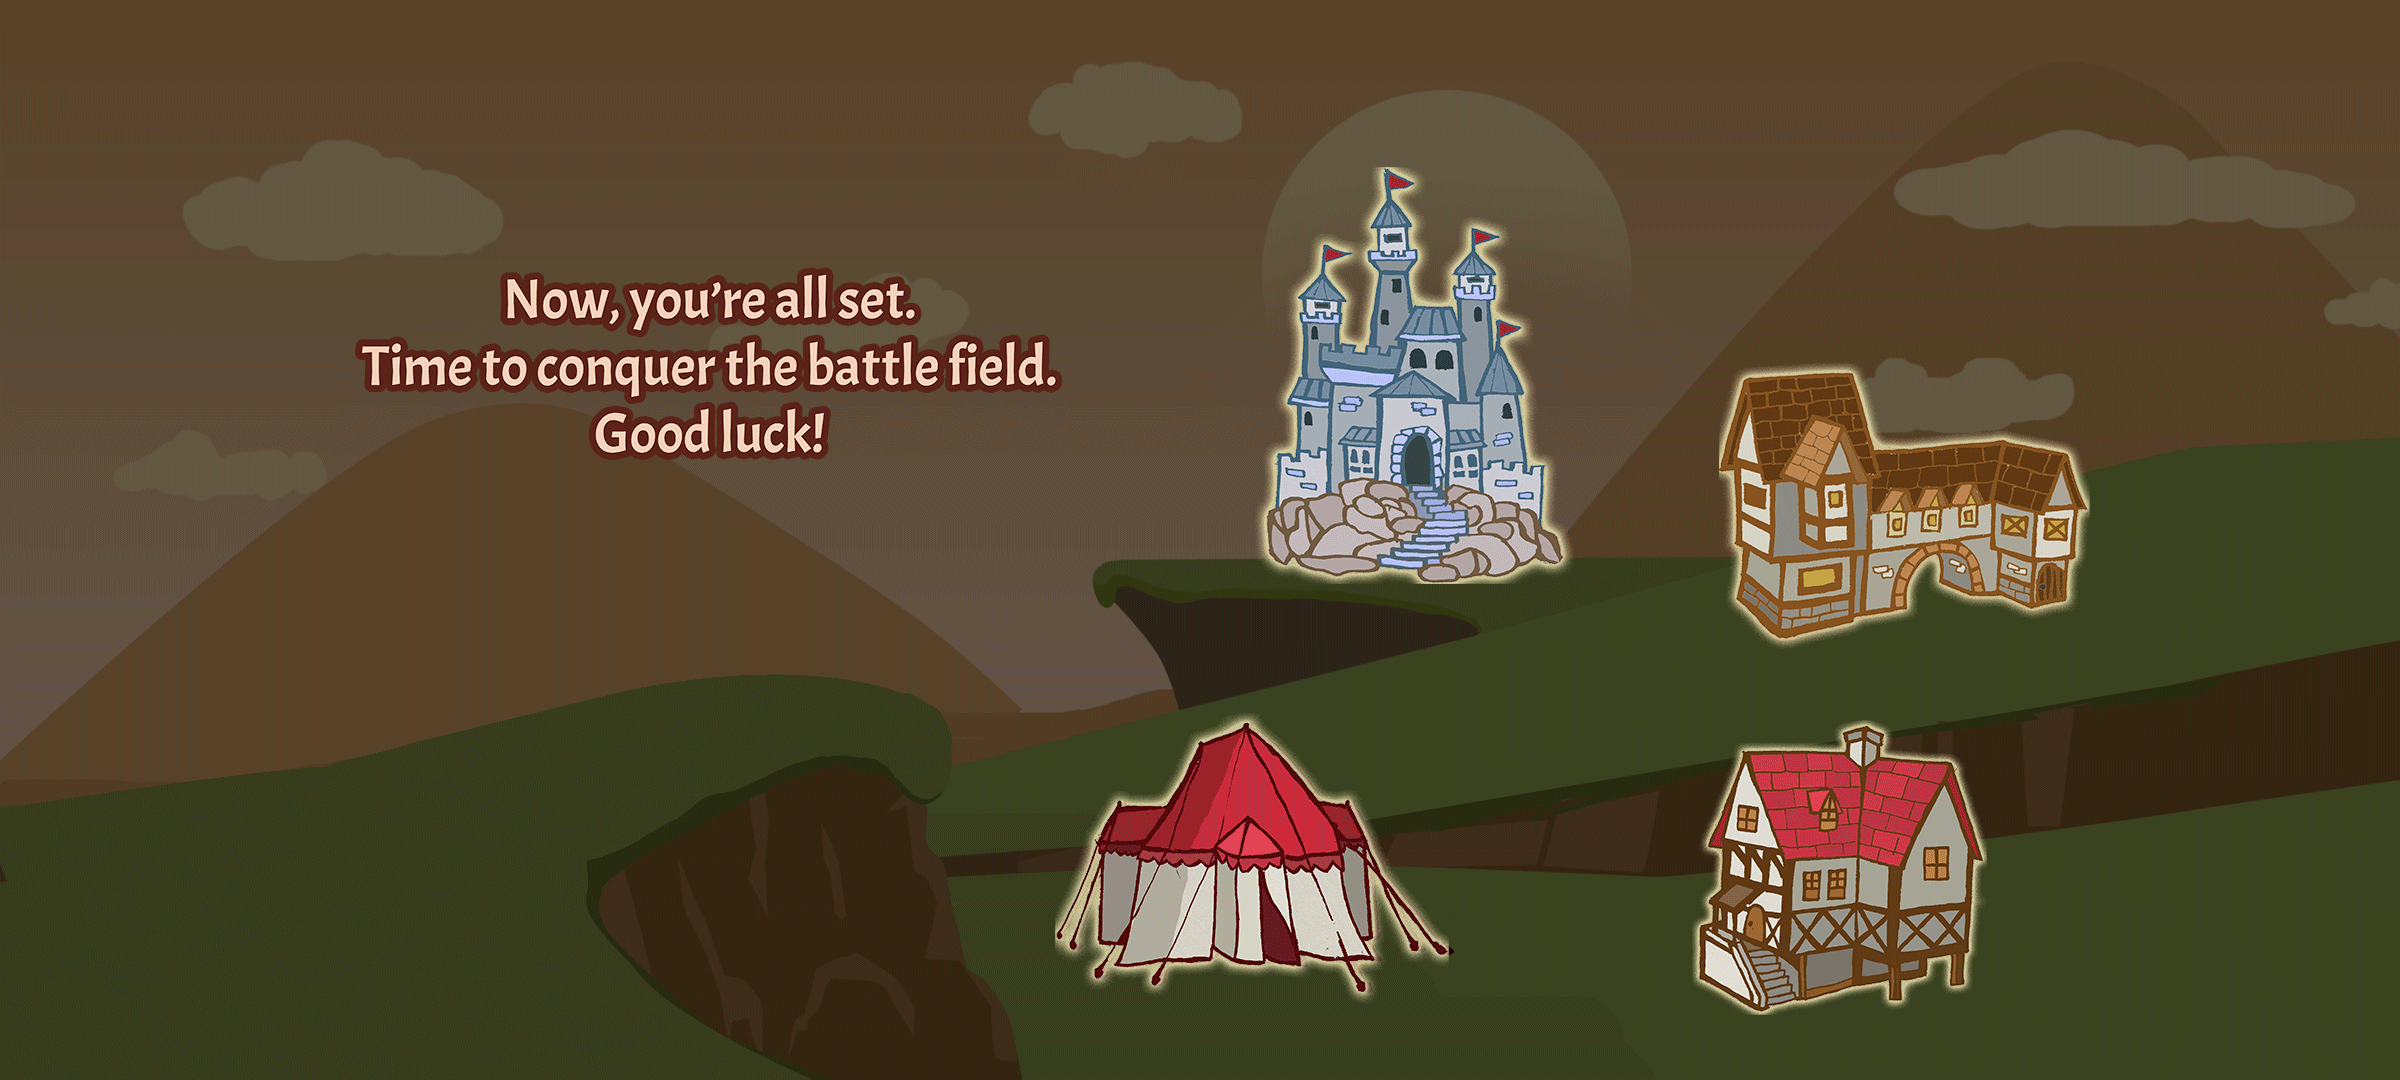 Now, you’re all set.
Time to conquer the battle field.
Good luck!